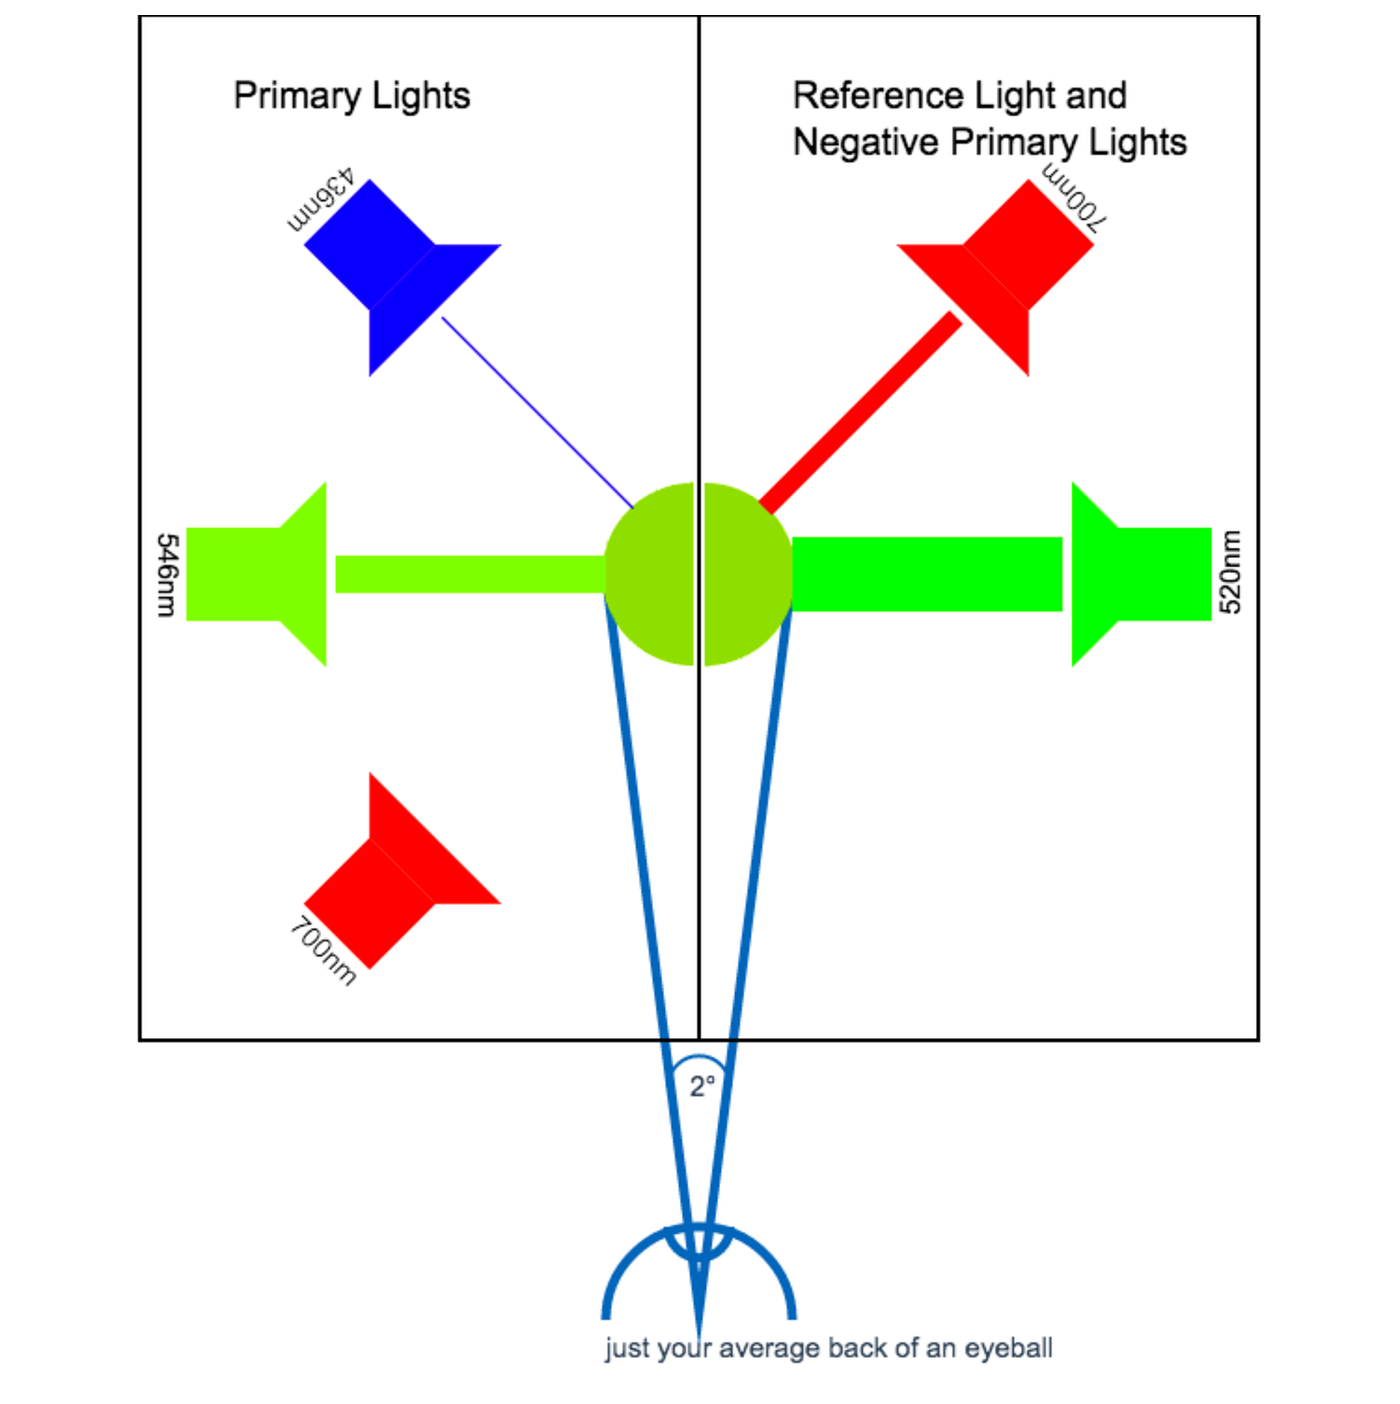 Primary Lights
Reference Light and
Negative Primary Lights
436nm
700nm
546nm
520nm
700nm
2°
just your average back of an eyeball